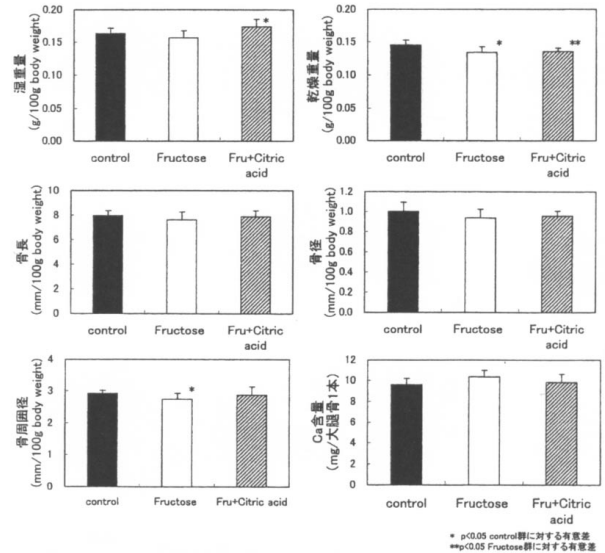 湿重量
(g/100g body weight)
0.20
0.15
0.10
0.05
0.00
*
control
Fructose
Fru+Citric
acid
乾燥重量
(g/100g body weight)
0.20
0.15
0.10
0.05
0.00
*
**
control
Fructose
Fru+Citric
acid
骨長
(mm/100g body weight)
10
8
6
4
2
0
control
Fructose
Fru+Citric
acid
骨径
(mm/100g body weight)
1.2
1.0
0.8
0.6
0.4
0.2
0.0
control
Fructose
Fru+Citric
acid
骨周囲径
(mm/100g body weight)
4
3
2
1
0
*
control
Fructose
Fru+Citric acid
Ca含量
(mg/大腿骨1本)
12
10
8
6
4
2
0
control
Fructose
Fru+Citric
acid
* p<0.05 control群に対する有意差
**p<0.05 Fructose群に対する有意差